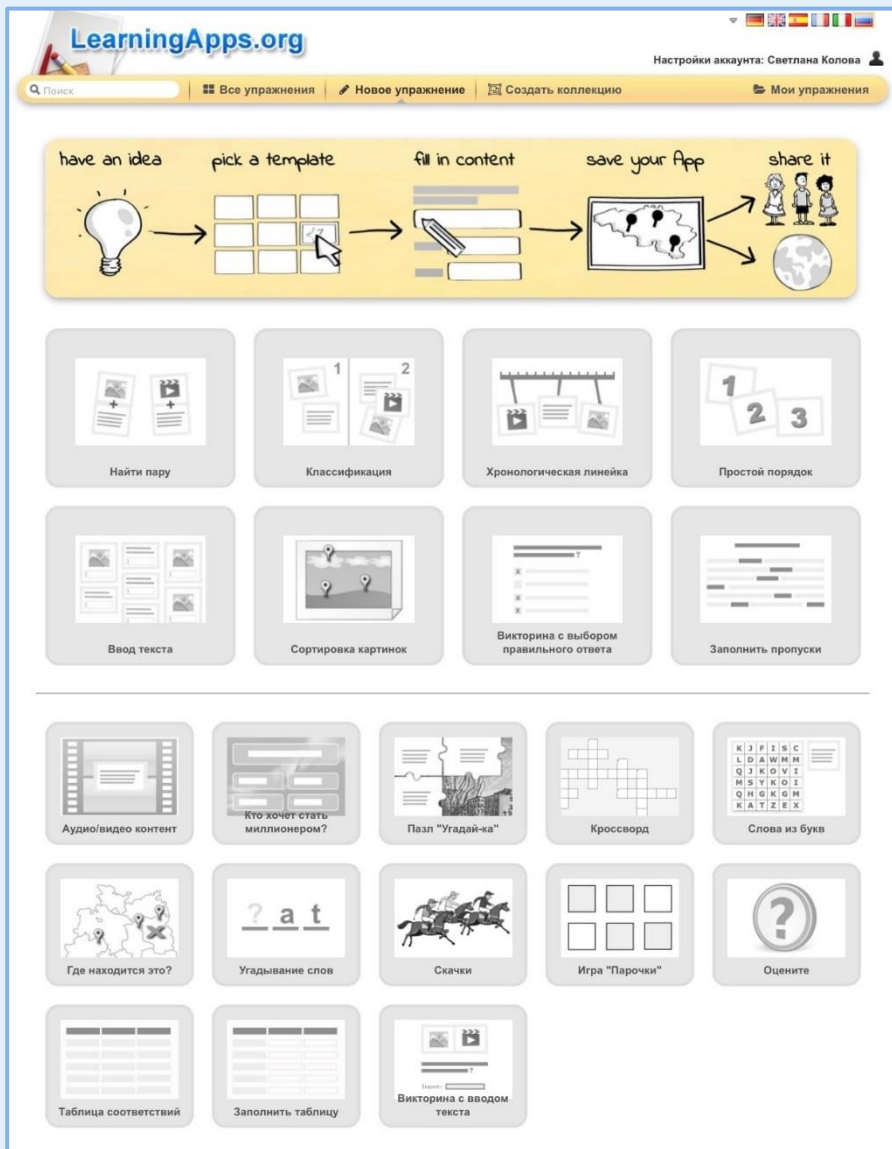 LearningApps.org
Настройки аккаунта: Светлана Колова
Поиск
Все упражнения
Новое упражнение
Создать коллекцию
Мои упражнения
have an idea
pick a template
fill in content
save your App
share it
1
2
1
2
3
Найти пару
Классификация
Хронологическая линейка
Простой порядок
?
Ввод текста
Сортировка картинок
Викторина с выбором
правильного ответа
Заполнить пропуски
K J F I S C
L D A W M M
Q J K O V I
M S Y K O I
Q H G K G M
K A T Z E X
Аудио/видео контент
Кто хочет стать
миллионером?
Пазл "Угадай-ка"
Кроссворд
Слова из букв
? a t
?
Где находится это?
Угадывание слов
Скачки
Игра "Парочки"
Оцените
?
Таблица соответствий
Заполнить таблицу
Викторина с вводом
текста